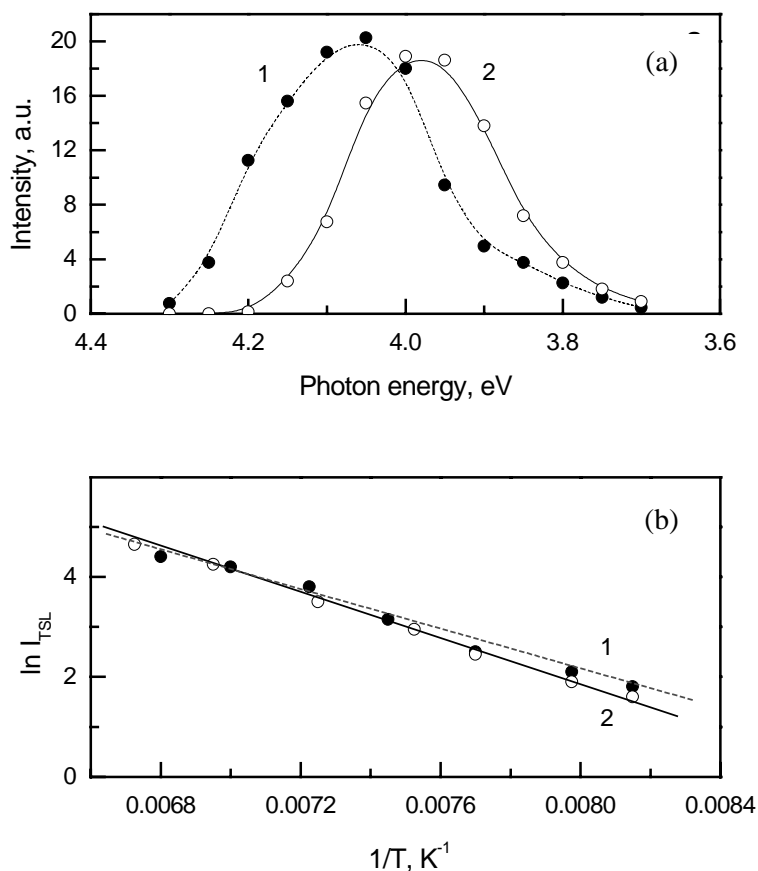 20
16
12
8
4
0
Intensity, a.u.
1
2
(a)
4.4 4.2 4.0 3.8 3.6
Photon energy, eV
4
2
0
ln I_TSL
(b)
1
2
0.0068 0.0072 0.0076 0.0080 0.0084
1/T, K⁻¹